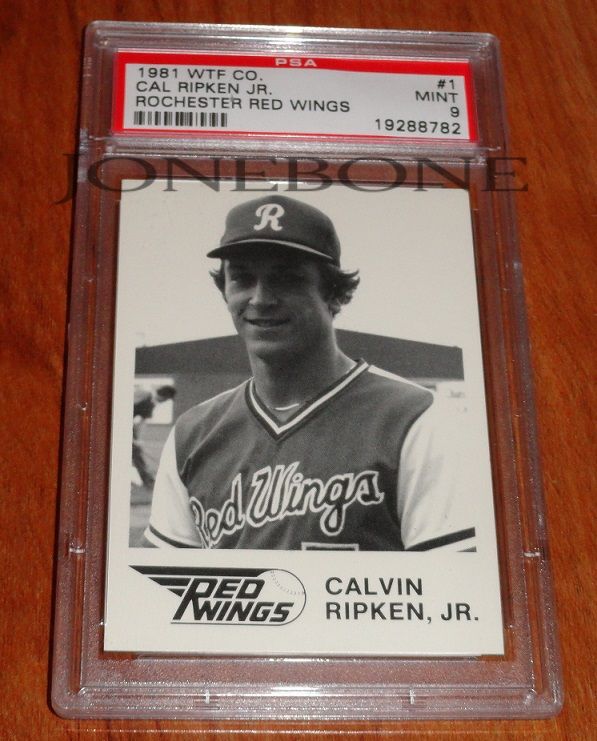 PSA
1981 WTF CO. #1
CAL RIPKEN JR. MINT
ROCHESTER RED WINGS 9
19288782
JONEBONE
R
Red Wings
RED WINGS
CALVIN
RIPKEN, JR.